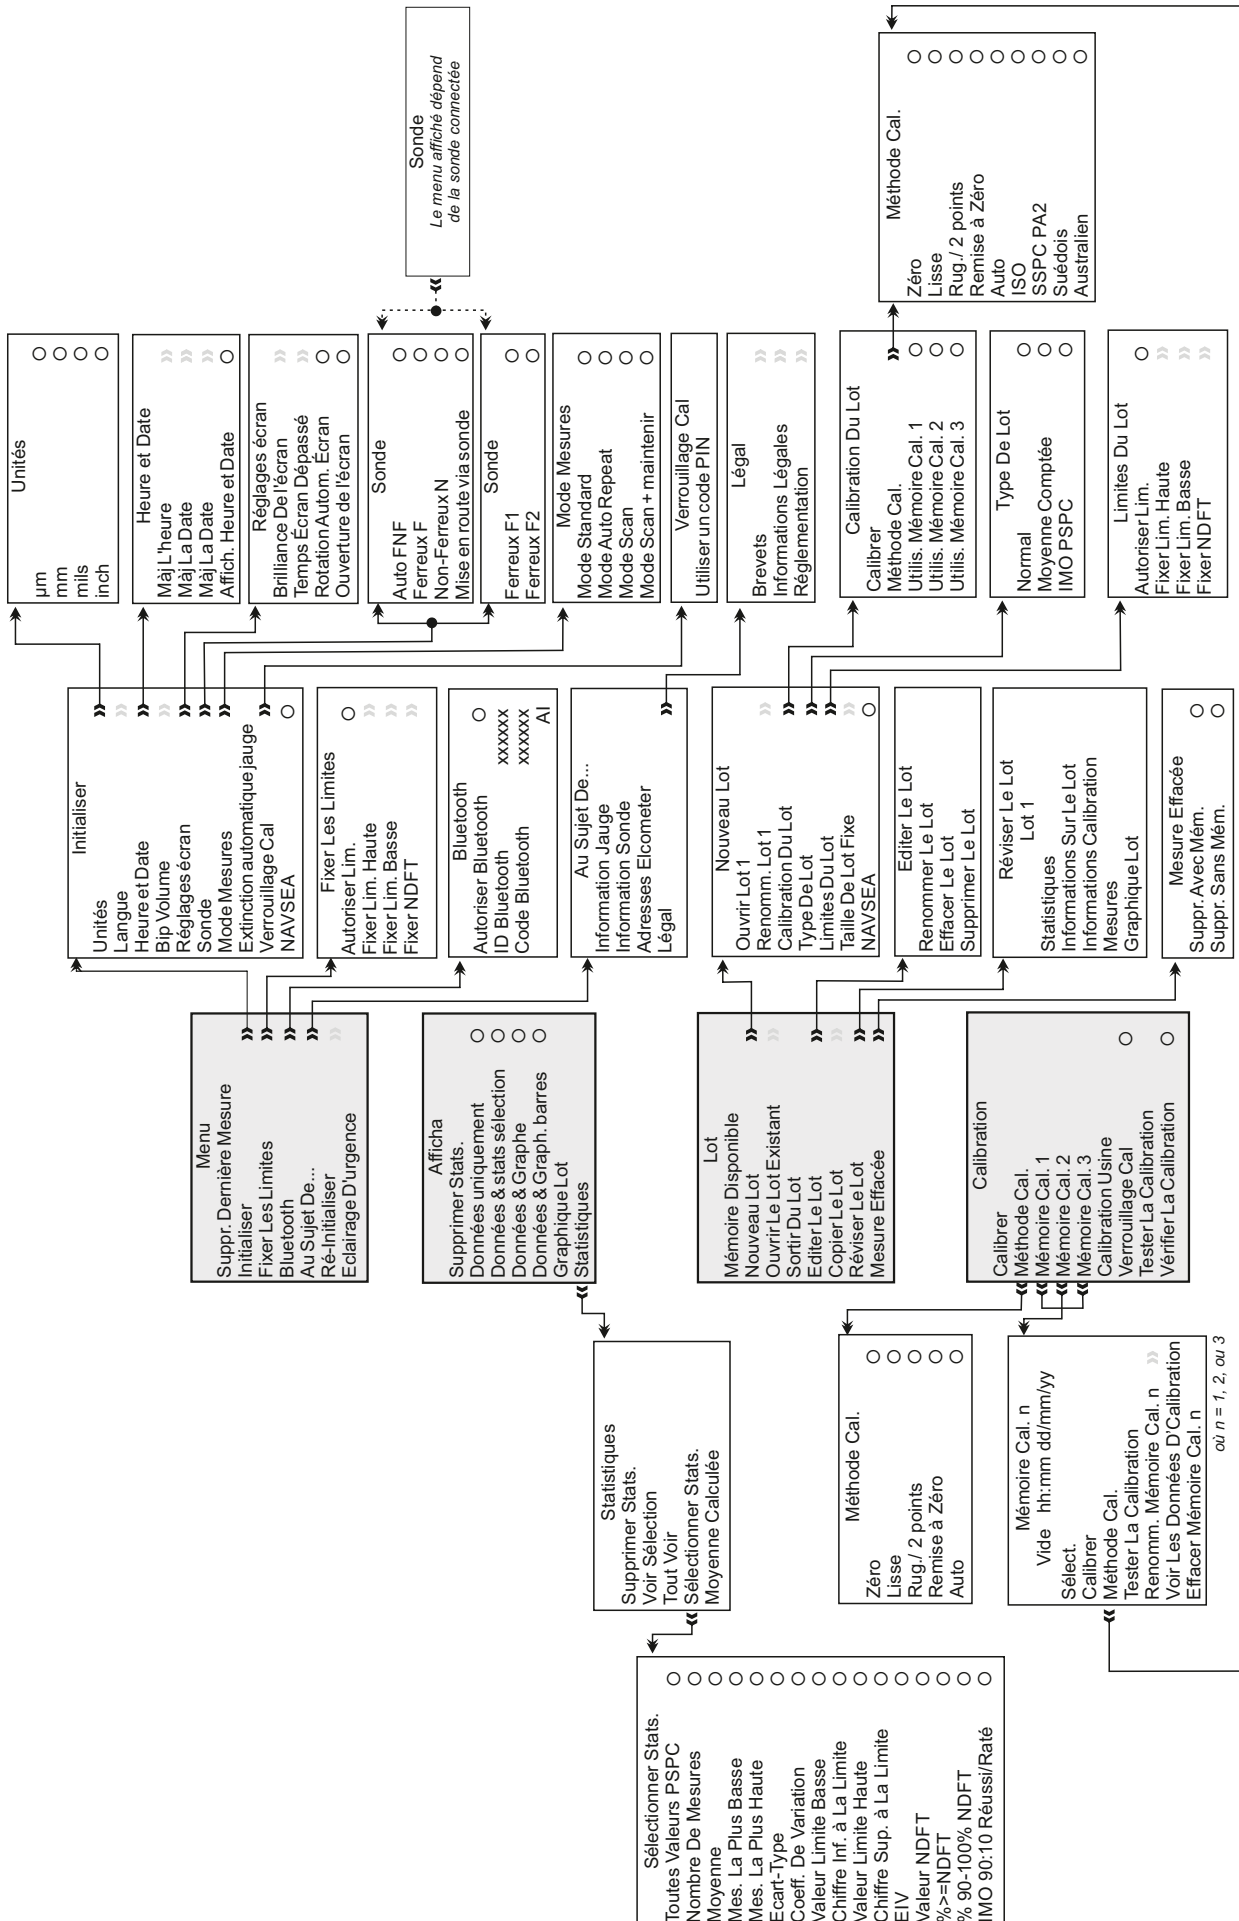 Unités
µm
mm
mils
inch
Heure et Date
Máj L'heure
Máj La Date
Máj La Date
Affich. Heure et Date
Réglages écran
Brilliance De l'écran
Temps Écran Dépassé
Rotation Autom. Écran
Ouverture de l'écran
Sonde
Auto FNF
Ferreux F
Non-Ferreux N
Mise en route via sonde
Sonde
Ferreux F1
Ferreux F2
Sonde
Le menu affiché dépend
de la sonde connectée
Mode Mesures
Mode Standard
Mode Auto Repeat
Mode Scan
Mode Scan + maintenir
Verrouillage Cal
Utiliser un code PIN
Légal
Brevets
Informations Légales
Réglementation
Calibration Du Lot
Calibrer
Méthode Cal.
Utilis. Mémoire Cal. 1
Utilis. Mémoire Cal. 2
Utilis. Mémoire Cal. 3
Type De Lot
Normal
Moyenne Comptée
IMO PSPC
Limites Du Lot
Autoriser Lim.
Fixer Lim. Haute
Fixer Lim. Basse
Fixer NDFT
Méthode Cal.
Zéro
Lisse
Rug./ 2 points
Remise à Zéro
Auto
ISO
SSPC PA2
Suédois
Australien
Initialiser
Unités
Langue
Heure et Date
Bip Volume
Réglages écran
Sonde
Mode Mesures
Extinction automatique jauge
Verrouillage Cal
NAVSEA
Fixer Les Limites
Autoriser Lim.
Fixer Lim. Haute
Fixer Lim. Basse
Fixer NDFT
Bluetooth
Autoriser Bluetooth
ID Bluetooth xxxxxx
Code Bluetooth xxxxxx
AI
Au Sujet De...
Information Jauge
Information Sonde
Adresses Elcometer
Légal
Nouveau Lot
Ouvrir Lot 1
Renomm. Lot 1
Calibration Du Lot
Type De Lot
Limites Du Lot
Taille De Lot Fixe
NAVSEA
Editer Le Lot
Renommer Le Lot
Effacer Le Lot
Supprimer Le Lot
Réviser Le Lot
Lot 1
Statistiques
Informations Sur Le Lot
Informations Calibration
Mesures
Graphique Lot
Mesure Effacée
Suppr. Avec Mém.
Suppr. Sans Mém.
Menu
Suppr. Dernière Mesure
Initialiser
Fixer Les Limites
Bluetooth
Au Sujet De...
Ré-Initialiser
Eclairage D'urgence
Afficha
Supprimer Stats.
Données uniquement
Données & stats sélection
Données & Graphe
Données & Graph. barres
Graphique Lot
Statistiques
Lot
Mémoire Disponible
Nouveau Lot
Ouvrir Le Lot Existant
Sortir Du Lot
Editer Le Lot
Copier Le Lot
Réviser Le Lot
Mesure Effacée
Calibration
Calibrer
Méthode Cal.
Mémoire Cal. 1
Mémoire Cal. 2
Mémoire Cal. 3
Calibration Usine
Verrouillage Cal
Tester La Calibration
Vérifier La Calibration
Statistiques
Supprimer Stats.
Voir Sélection
Tout Voir
Sélectionner Stats.
Moyenne Calculée
Méthode Cal.
Zéro
Lisse
Rug./ 2 points
Remise à Zéro
Auto
Mémoire Cal. n
Vide hh:mm dd/mm/yy
Sélect.
Calibrer
Méthode Cal.
Tester La Calibration
Renomm. Mémoire Cal. n
Voir Les Données D'Calibration
Effacer Mémoire Cal. n
où n = 1, 2, ou 3
Sélectionner Stats.
Toutes Valeurs PSPC
Nombre De Mesures
Moyenne
Mes. La Plus Basse
Mes. La Plus Haute
Ecart-Type
Coeff. De Variation
Valeur Limite Basse
Chiffre Inf. à La Limite
Valeur Limite Haute
Chiffre Sup. à La Limite
EIV
Valeur NDFT
%>=NDFT
% 90-100% NDFT
IMO 90:10 Réussi/Raté